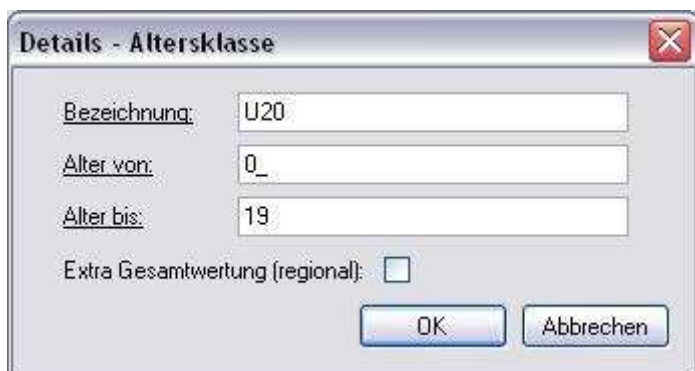 Details - Altersklasse
Bezeichnung: U20
Alter von: 0_
Alter bis: 19
Extra Gesamtwertung (regional):
OK Abbrechen